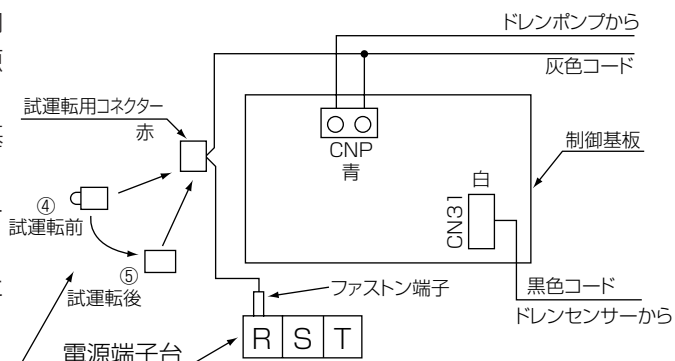 ドレンポンプから
灰色コード
試運転用コネクター
赤
CNP
青
制御基板
白
CN31
④
試運転前
⑤
試運転後
ファストン端子
黒色コード
ドレンセンサーから
電源端子台
R S T